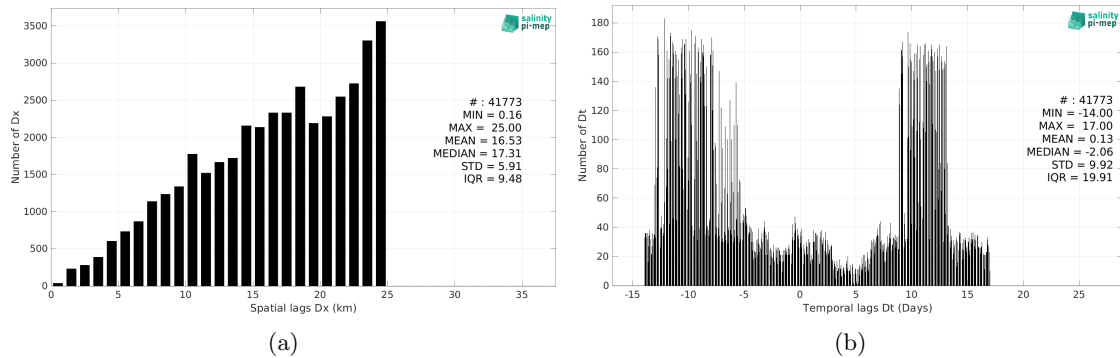 3500
3000
2500
2000
1500
1000
500
0
Number of Dx
0 5 10 15 20 25 30 35
Spatial lags Dx (km)
salinity
pi-mep
# : 41773
MIN = 0.16
MAX = 25.00
MEAN = 16.53
MEDIAN = 17.31
STD = 5.91
IQR = 9.48
(a)
180
160
140
120
100
80
60
40
20
0
Number of Dt
-15 -10 -5 0 5 10 15 20 25
Temporal lags Dt (Days)
salinity
pi-mep
# : 41773
MIN = -14.00
MAX = 17.00
MEAN = 0.13
MEDIAN = -2.06
STD = 9.92
IQR = 19.91
(b)